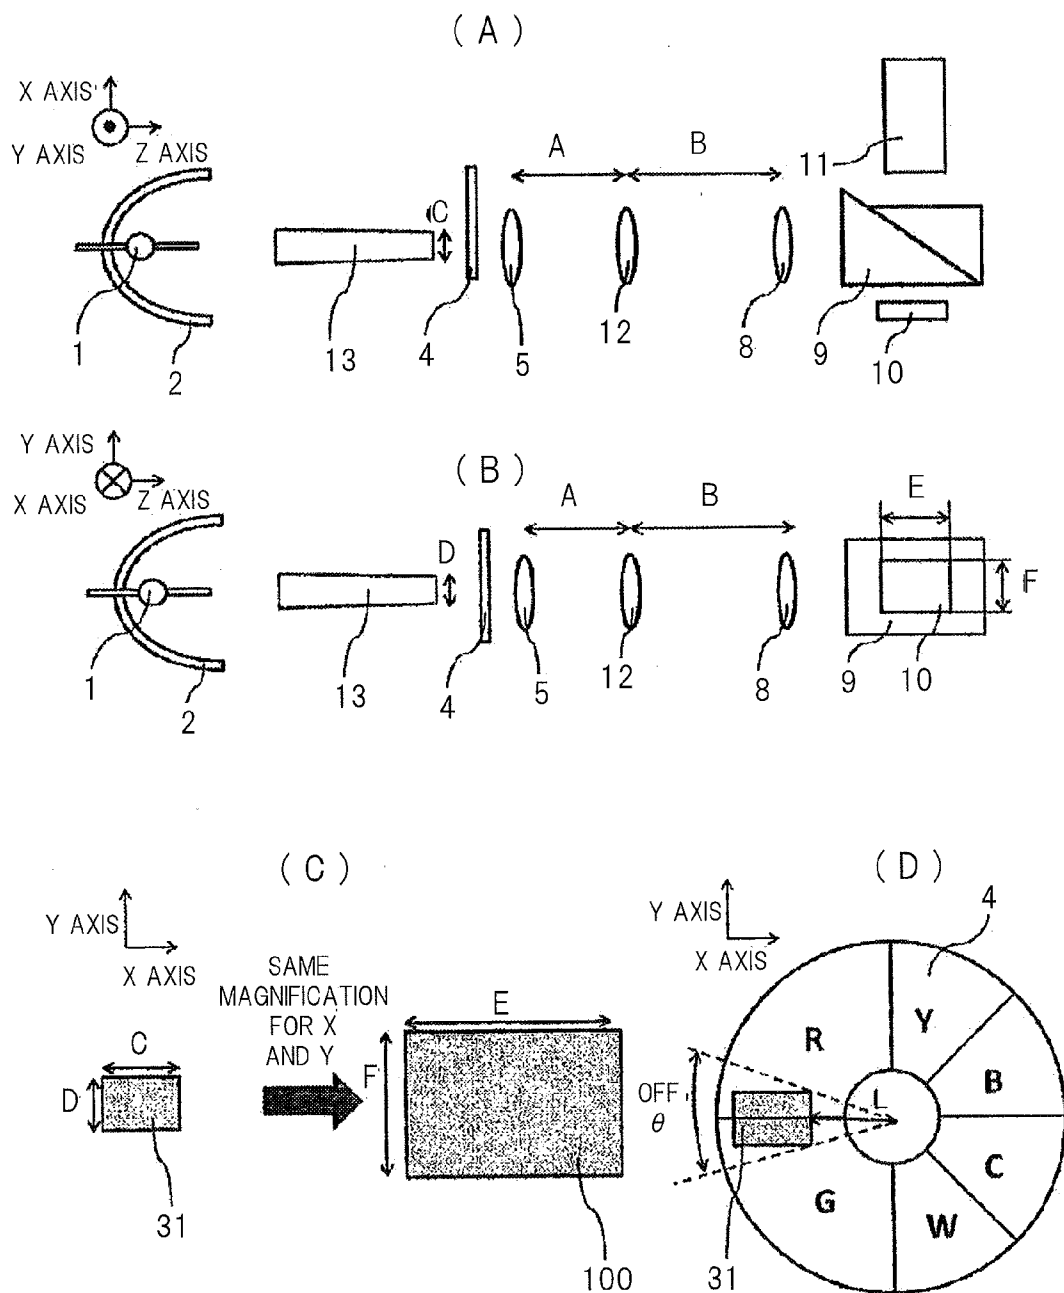 (A)
X AXIS
Y AXIS
Z AXIS
A
B
C
11
1
2
13
4
5
12
8
9
10
(B)
Y AXIS
X AXIS
Z AXIS
A
B
D
E
F
1
2
13
4
5
12
8
9
10
(C)
Y AXIS
X AXIS
SAME
MAGNIFICATION
FOR X
AND Y
C
D
E
F
31
100
(D)
Y AXIS
X AXIS
4
R
Y
B
C
W
G
L
OFF
θ
31